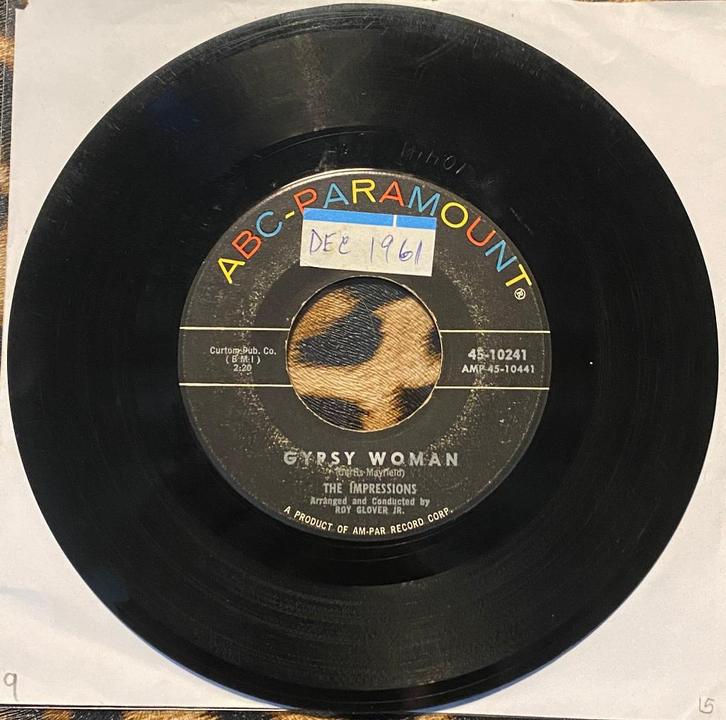 ABC-PARAMOUNT®
DEC 1961
Curtom Pub. Co.
(BMI)
2:20
45-10241
AMP 45-10441
GYPSY WOMAN
(Curtis Mayfield)
THE IMPRESSIONS
Arranged and Conducted by
ROY GLOVER JR.
A PRODUCT OF AM-PAR RECORD CORP.
9